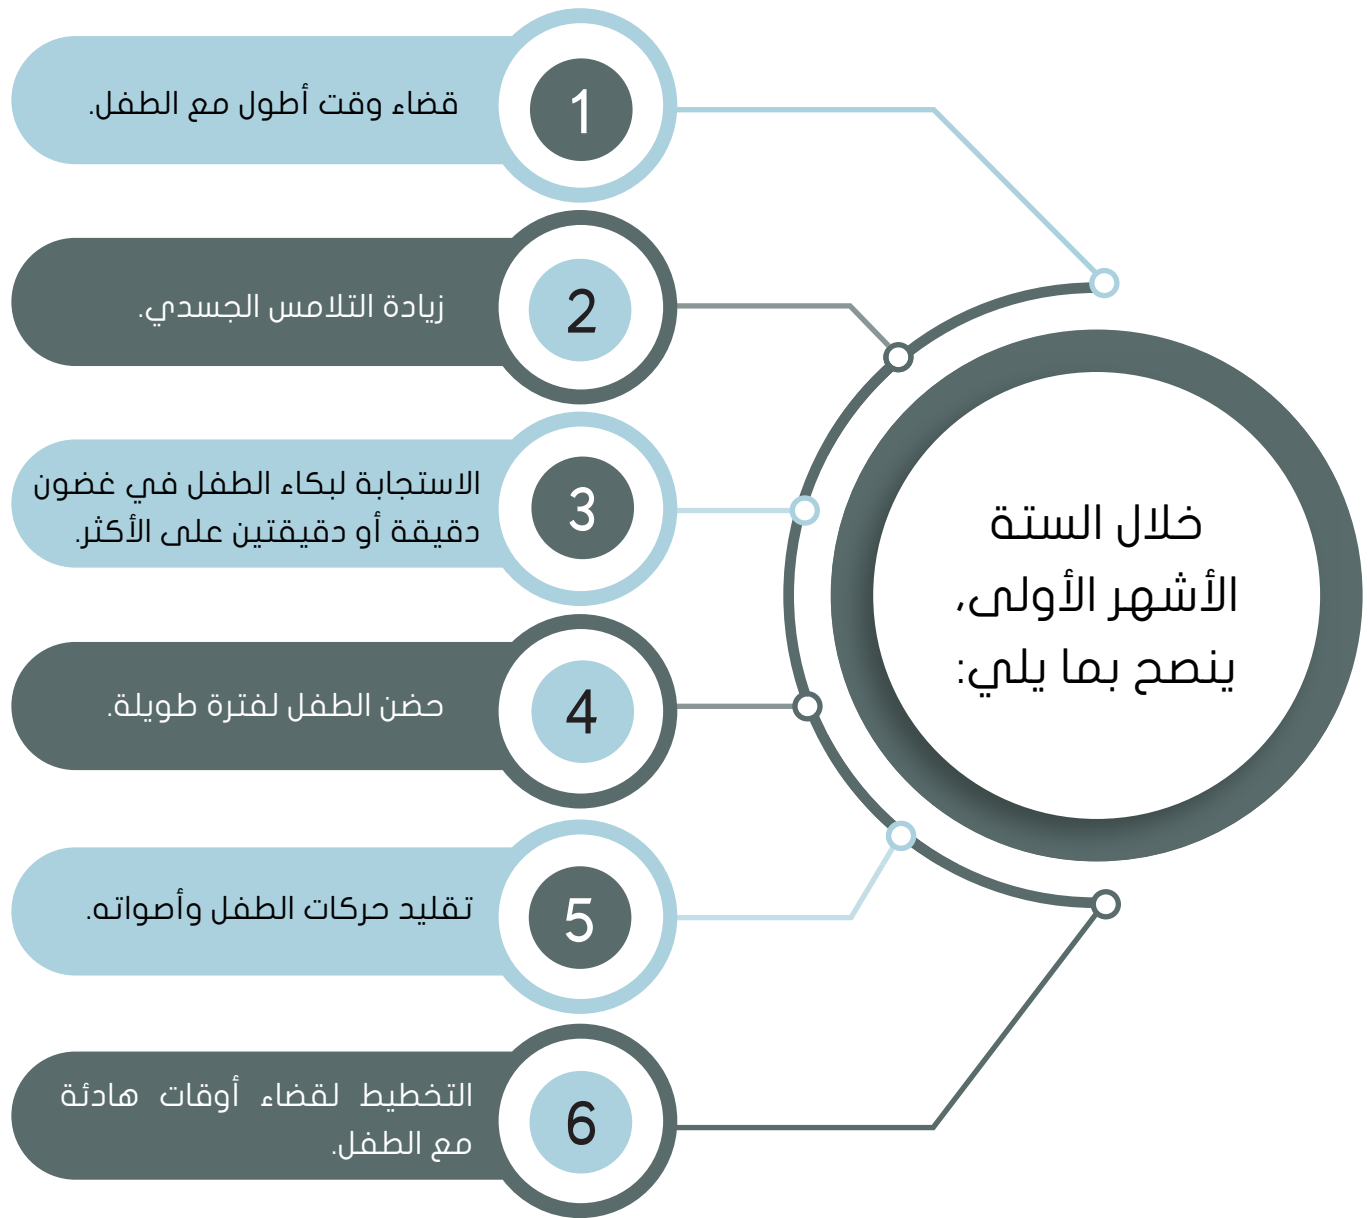 خلال الستة
الأشهر الأولى،
ينصح بما يلي:
1
قضاء وقت أطول مع الطفل.
2
زيادة التلامس الجسدي.
3
الاستجابة لبكاء الطفل في غضون
دقيقة أو دقيقتين على الأكثر.
4
حضن الطفل لفترة طويلة.
5
تقليد حركات الطفل وأصواته.
6
التخطيط لقضاء أوقات هادئة
مع الطفل.